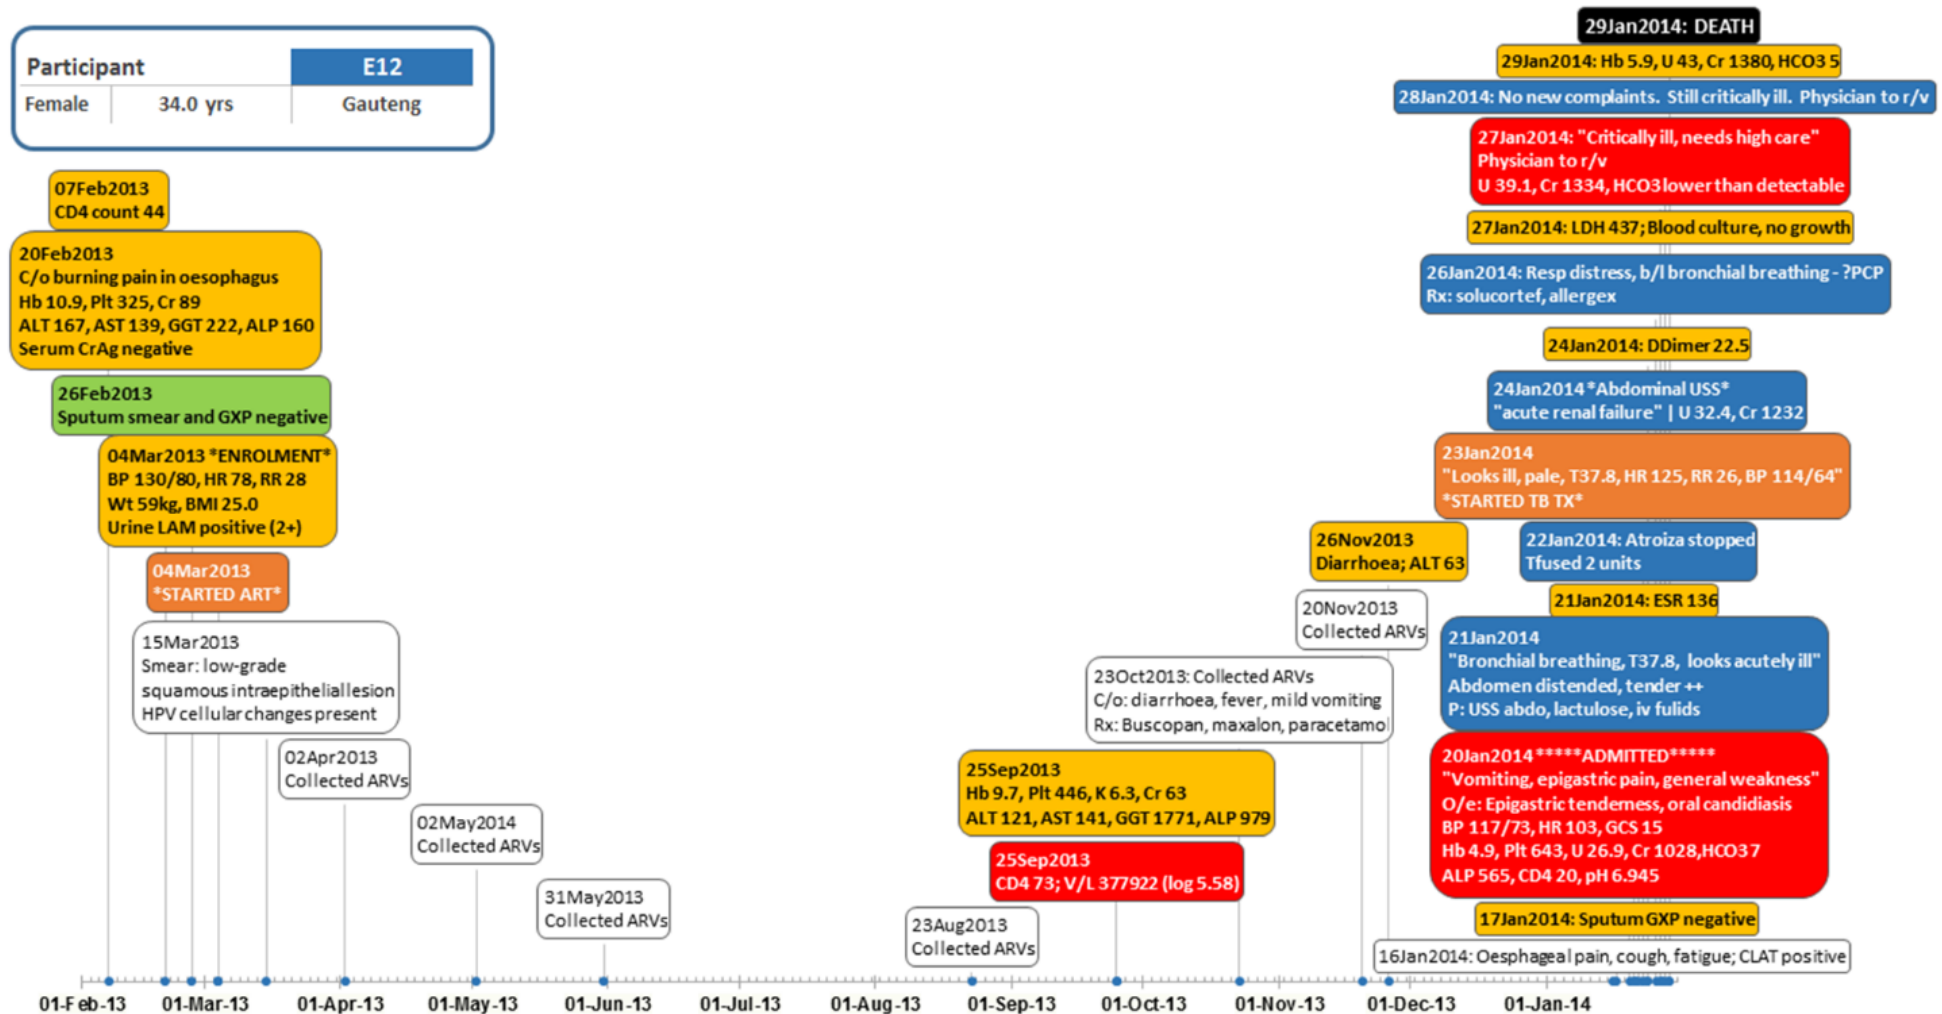 Participant E12
Female 34.0 yrs Gauteng
07Feb2013
CD4 count 44
20Feb2013
C/o burning pain in oesophagus
Hb 10.9, Plt 325, Cr 89
ALT 167, AST 139, GGT 222, ALP 160
Serum CrAg negative
26Feb2013
Sputum smear and GXP negative
04Mar2013 *ENROLMENT*
BP 130/80, HR 78, RR 28
Wt 59kg, BMI 25.0
Urine LAM positive (2+)
04Mar2013
*STARTED ART*
15Mar2013
Smear: low-grade
squamous intraepitheliallesion
HPV cellular changes present
02Apr2013
Collected ARVs
02May2014
Collected ARVs
31May2013
Collected ARVs
23Aug2013
Collected ARVs
25Sep2013
CD4 73; V/L 377922 (log 5.58)
25Sep2013
Hb 9.7, Plt 446, K 6.3, Cr 63
ALT 121, AST 141, GGT 1771, ALP 979
23Oct2013: Collected ARVs
C/o: diarrhoea, fever, mild vomiting
Rx: Buscopan, maxalon, paracetamol
20Nov2013
Collected ARVs
26Nov2013
Diarrhoea; ALT 63
29Jan2014: DEATH
29Jan2014: Hb 5.9, U 43, Cr 1380, HCO3 5
28Jan2014: No new complaints. Still critically ill. Physician to r/v
27Jan2014: "Critically ill, needs high care"
Physician to r/v
U 39.1, Cr 1334, HCO3 lower than detectable
27Jan2014: LDH 437; Blood culture, no growth
26Jan2014: Resp distress, b/l bronchial breathing - ?PCP
Rx: solucortef, allergex
24Jan2014: DDimer 22.5
24Jan2014 *Abdominal USS*
"acute renal failure" | U 32.4, Cr 1232
23Jan2014
"Looks ill, pale, T37.8, HR 125, RR 26, BP 114/64"
*STARTED TB TX*
22Jan2014: Atroiza stopped
Tfused 2 units
21Jan2014: ESR 136
21Jan2014
"Bronchial breathing, T37.8, looks acutely ill"
Abdomen distended, tender ++
P: USS abdo, lactulose, iv fulids
20Jan2014 *****ADMITTED*****
"Vomiting, epigastric pain, general weakness"
O/e: Epigastric tenderness, oral candidiasis
BP 117/73, HR 103, GCS 15
Hb 4.9, Plt 643, U 26.9, Cr 1028, HCO3 7
ALP 565, CD4 20, pH 6.945
17Jan2014: Sputum GXP negative
16Jan2014: Oesphageal pain, cough, fatigue; CLAT positive
01-Feb-13 01-Mar-13 01-Apr-13 01-May-13 01-Jun-13 01-Jul-13 01-Aug-13 01-Sep-13 01-Oct-13 01-Nov-13 01-Dec-13 01-Jan-14